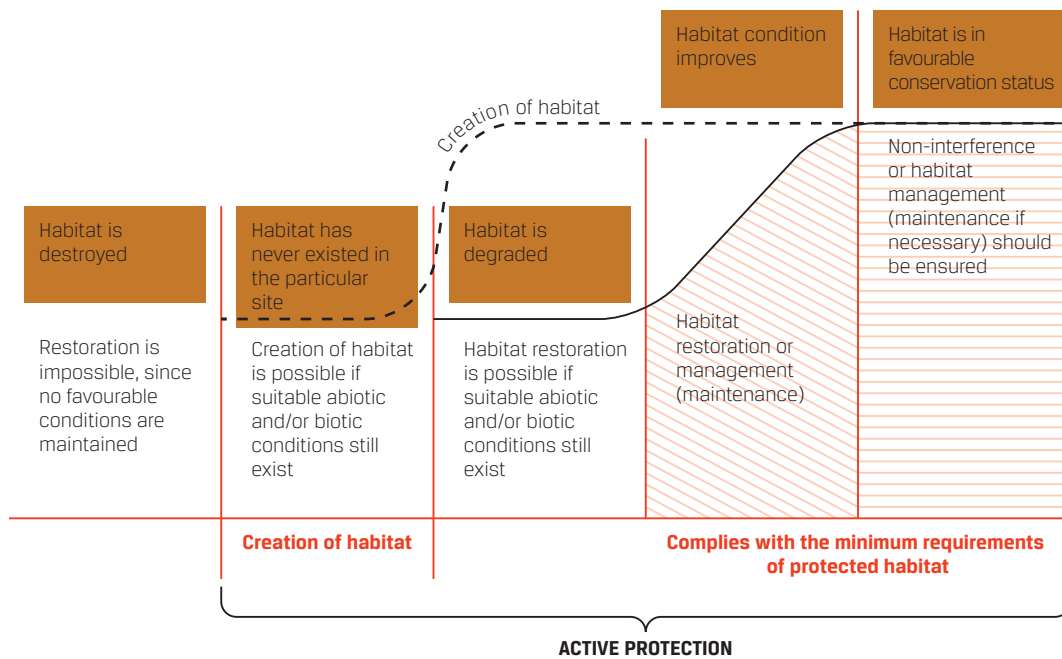 Habitat condition
improves
Habitat is in
favourable
conservation status
Creation of habitat
Non-interference
or habitat
management
(maintenance if
necessary) should
be ensured
Habitat is
destroyed
Habitat has
never existed in
the particular
site
Habitat is
degraded
Restoration is
impossible, since
no favourable
conditions are
maintained
Creation of habitat
is possible if
suitable abiotic
and/or biotic
conditions still
exist
Habitat restoration
is possible if
suitable abiotic
and/or biotic
conditions still
exist
Habitat
restoration or
management
(maintenance)
Creation of habitat
Complies with the minimum requirements
of protected habitat
ACTIVE PROTECTION